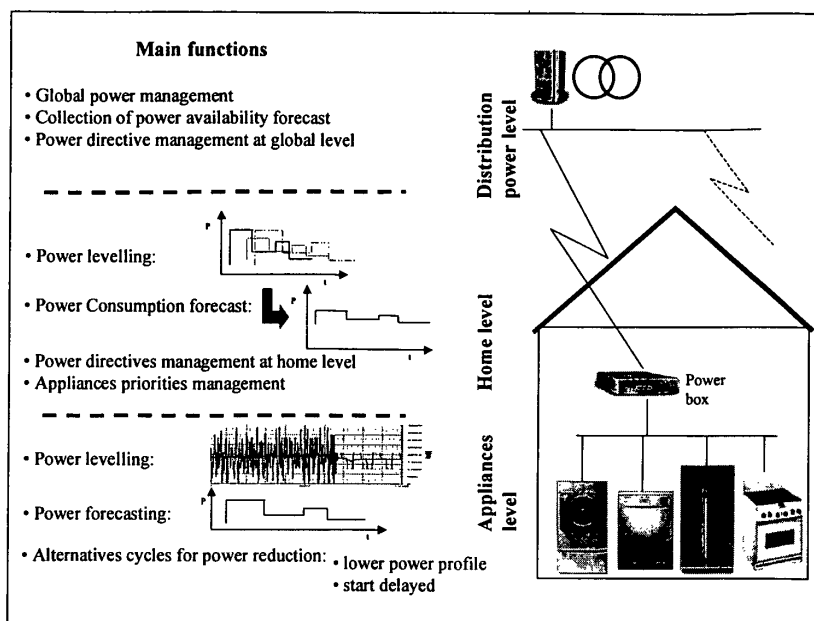 Main functions
• Global power management
• Collection of power availability forecast
• Power directive management at global level
• Power levelling:
P
t
• Power Consumption forecast:
P
t
• Power directives management at home level
• Appliances priorities management
• Power levelling:
• Power forecasting:
P
t
• Alternatives cycles for power reduction:
• lower power profile
• start delayed
Distribution
power level
Home level
Power
box
Appliances
level